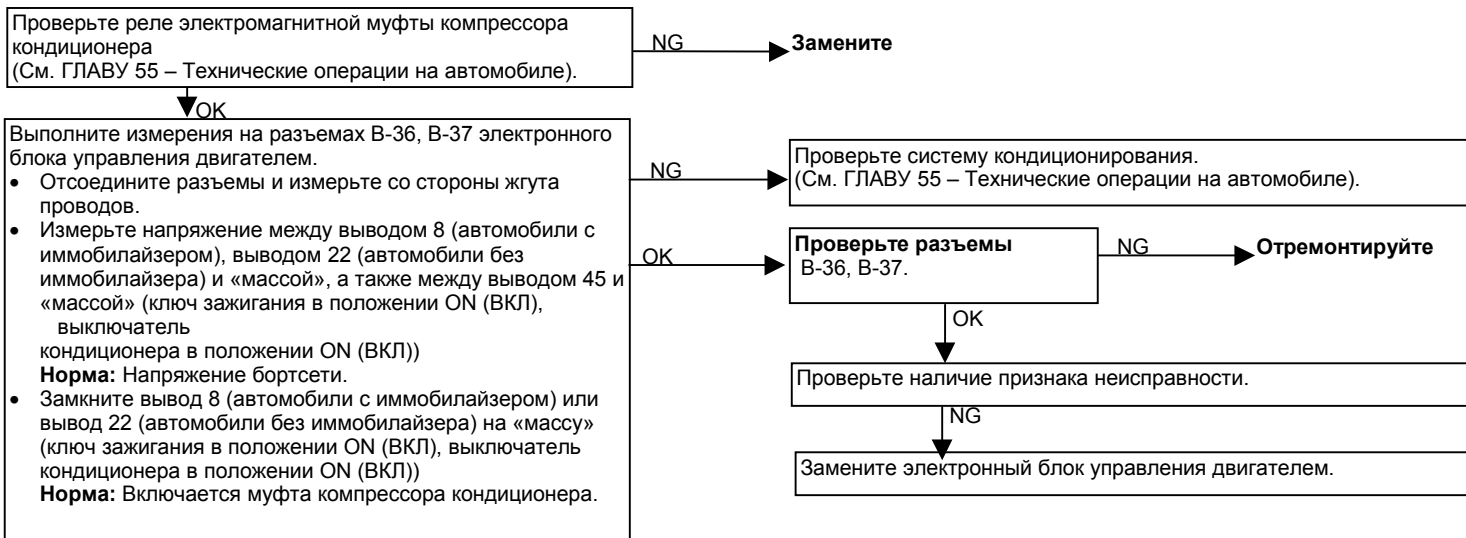 Проверьте реле электромагнитной муфты компрессора
кондиционера
(См. ГЛАВУ 55 – Технические операции на автомобиле).
NG
Замените
OK
Выполните измерения на разъемах B-36, B-37 электронного
блока управления двигателем.
• Отсоедините разъемы и измерьте со стороны жгута
проводов.
• Измерьте напряжение между выводом 8 (автомобили с
иммобилайзером), выводом 22 (автомобили без
иммобилайзера) и «массой», а также между выводом 45 и
«массой» (ключ зажигания в положении ON (ВКЛ),
выключатель
кондиционера в положении ON (ВКЛ))
Норма: Напряжение бортсети.
• Замкните вывод 8 (автомобили с иммобилайзером) или
вывод 22 (автомобили без иммобилайзера) на «массу»
(ключ зажигания в положении ON (ВКЛ), выключатель
кондиционера в положении ON (ВКЛ))
Норма: Включается муфта компрессора кондиционера.
NG
Проверьте систему кондиционирования.
(См. ГЛАВУ 55 – Технические операции на автомобиле).
OK
Проверьте разъемы
B-36, B-37.
NG
Отремонтируйте
OK
Проверьте наличие признака неисправности.
NG
Замените электронный блок управления двигателем.